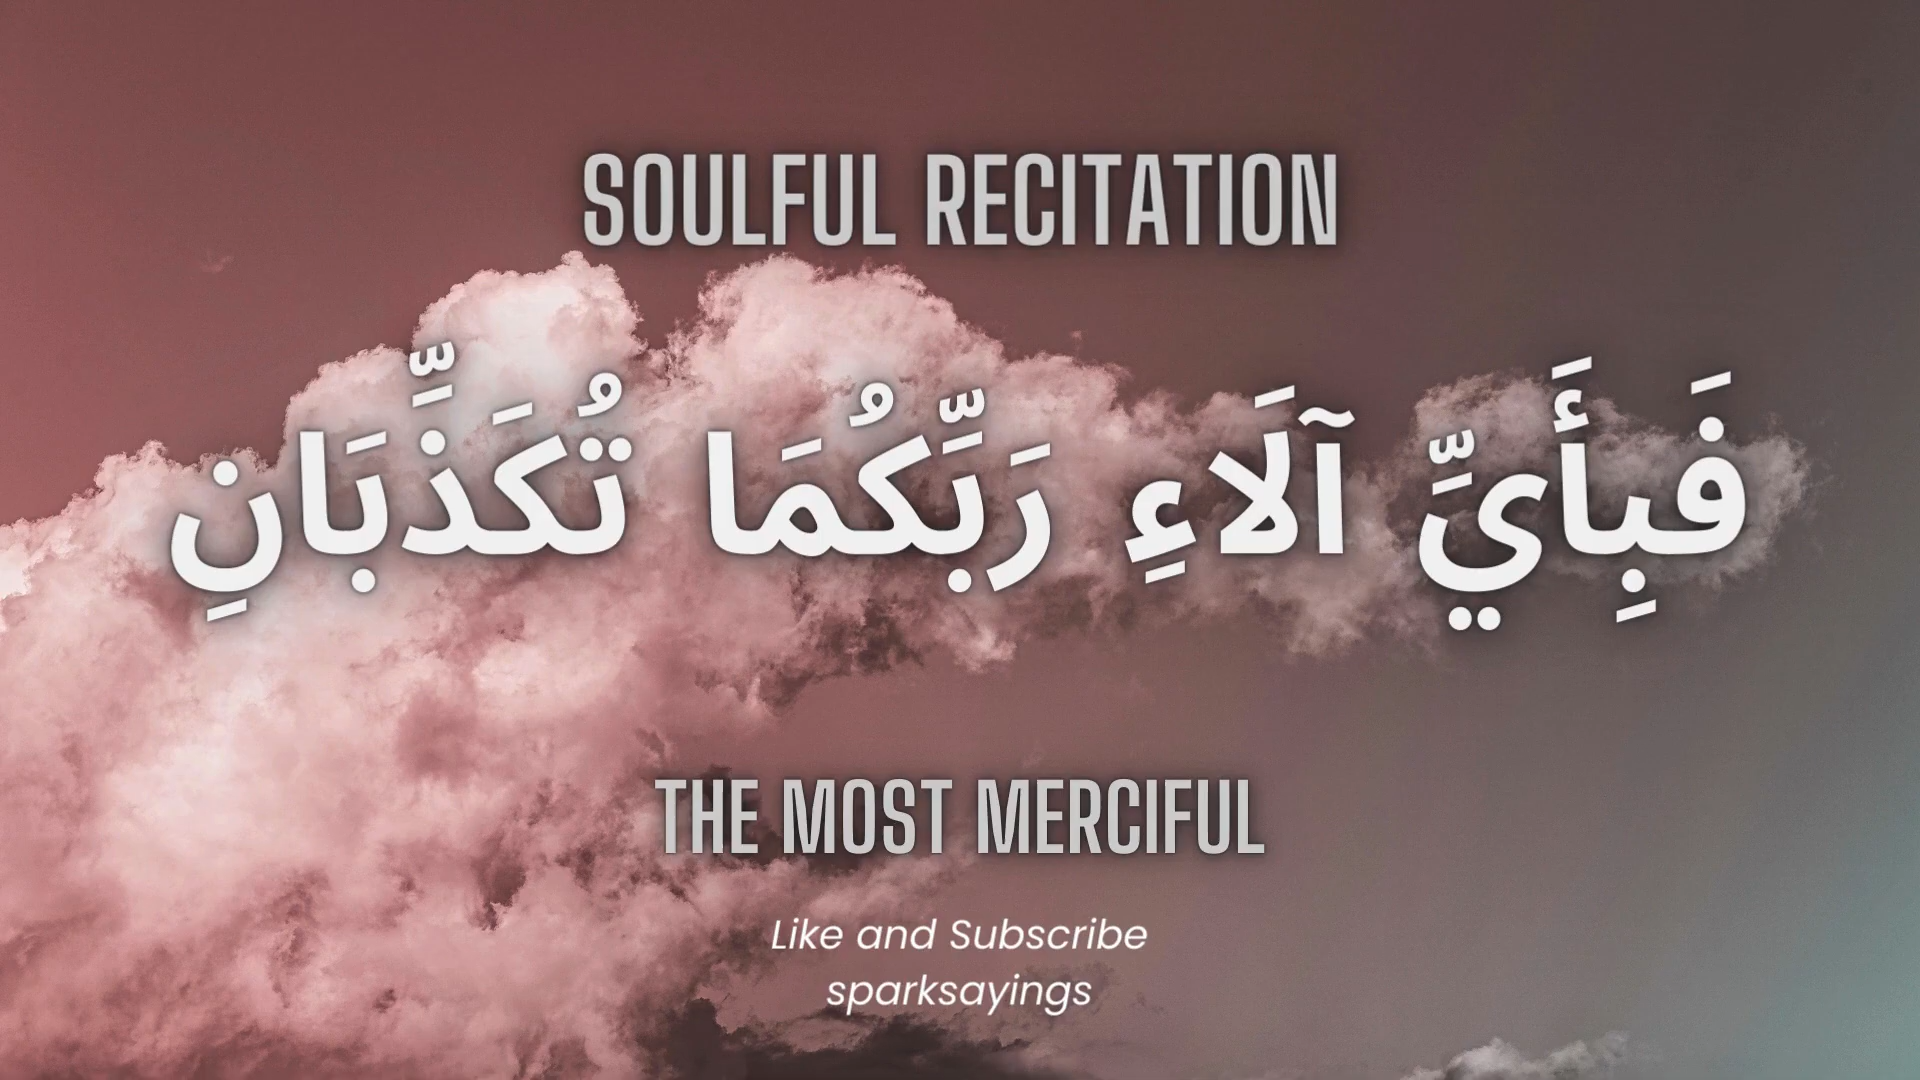 SOULFUL RECITATION
فَبِأَيِّ آلَاءِ رَبِّكُمَا تُكَذِّبَانِ
THE MOST MERCIFUL
Like and Subscribe
sparksayings